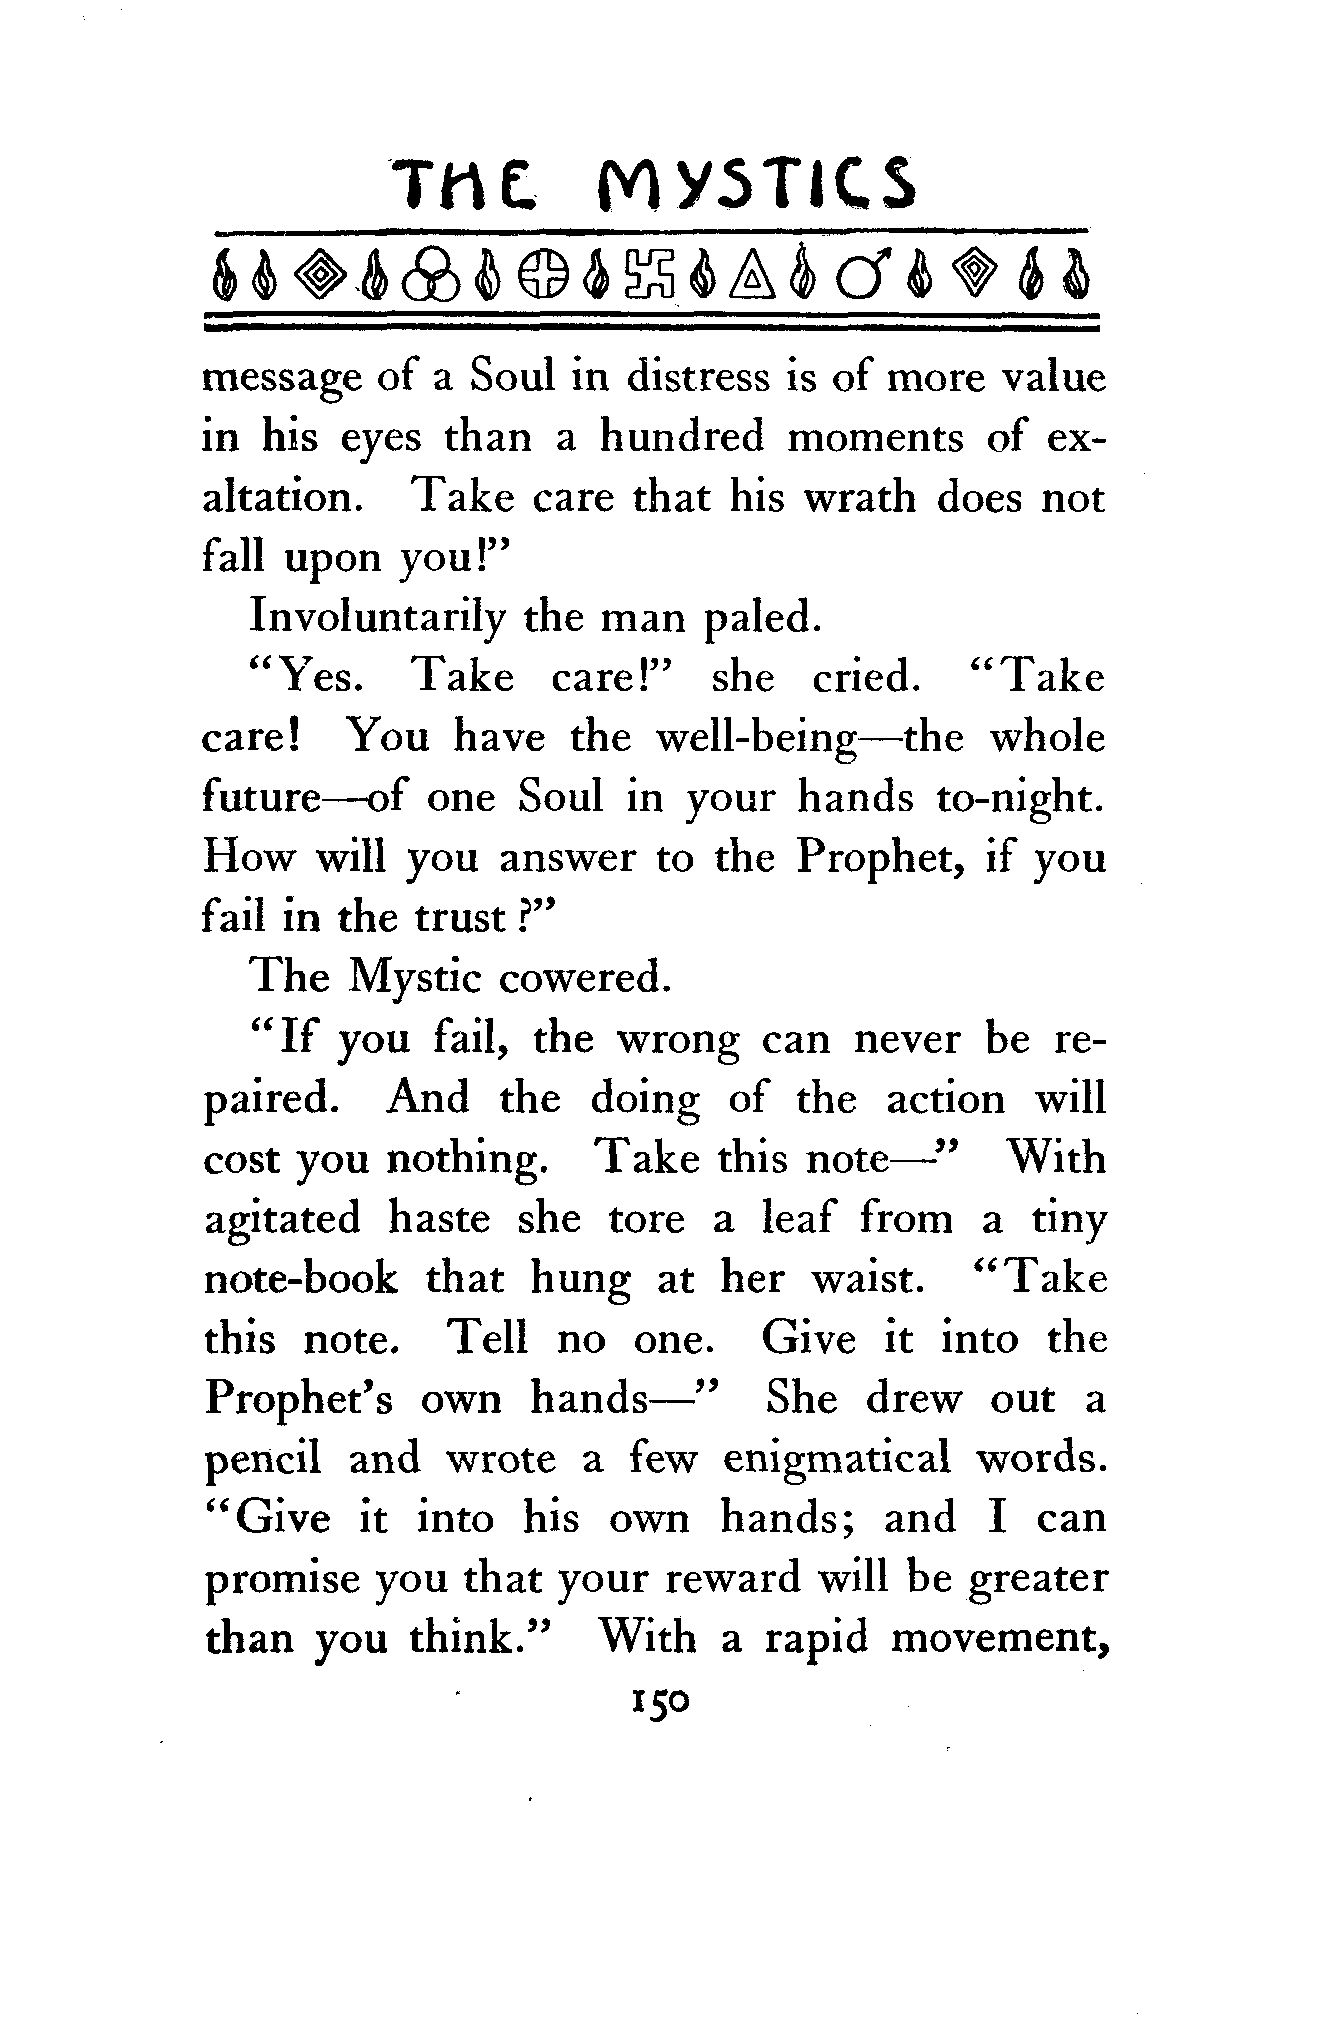 THE MYSTICS
message of a Soul in distress is of more value
in his eyes than a hundred moments of ex-
altation. Take care that his wrath does not
fall upon you!”
Involuntarily the man paled.
“Yes. Take care!” she cried. “Take
care! You have the well-being—the whole
future—of one Soul in your hands to-night.
How will you answer to the Prophet, if you
fail in the trust?”
The Mystic cowered.
“If you fail, the wrong can never be re-
paired. And the doing of the action will
cost you nothing. Take this note—” With
agitated haste she tore a leaf from a tiny
note-book that hung at her waist. “Take
this note. Tell no one. Give it into the
Prophet’s own hands—” She drew out a
pencil and wrote a few enigmatical words.
“Give it into his own hands; and I can
promise you that your reward will be greater
than you think.” With a rapid movement,
150